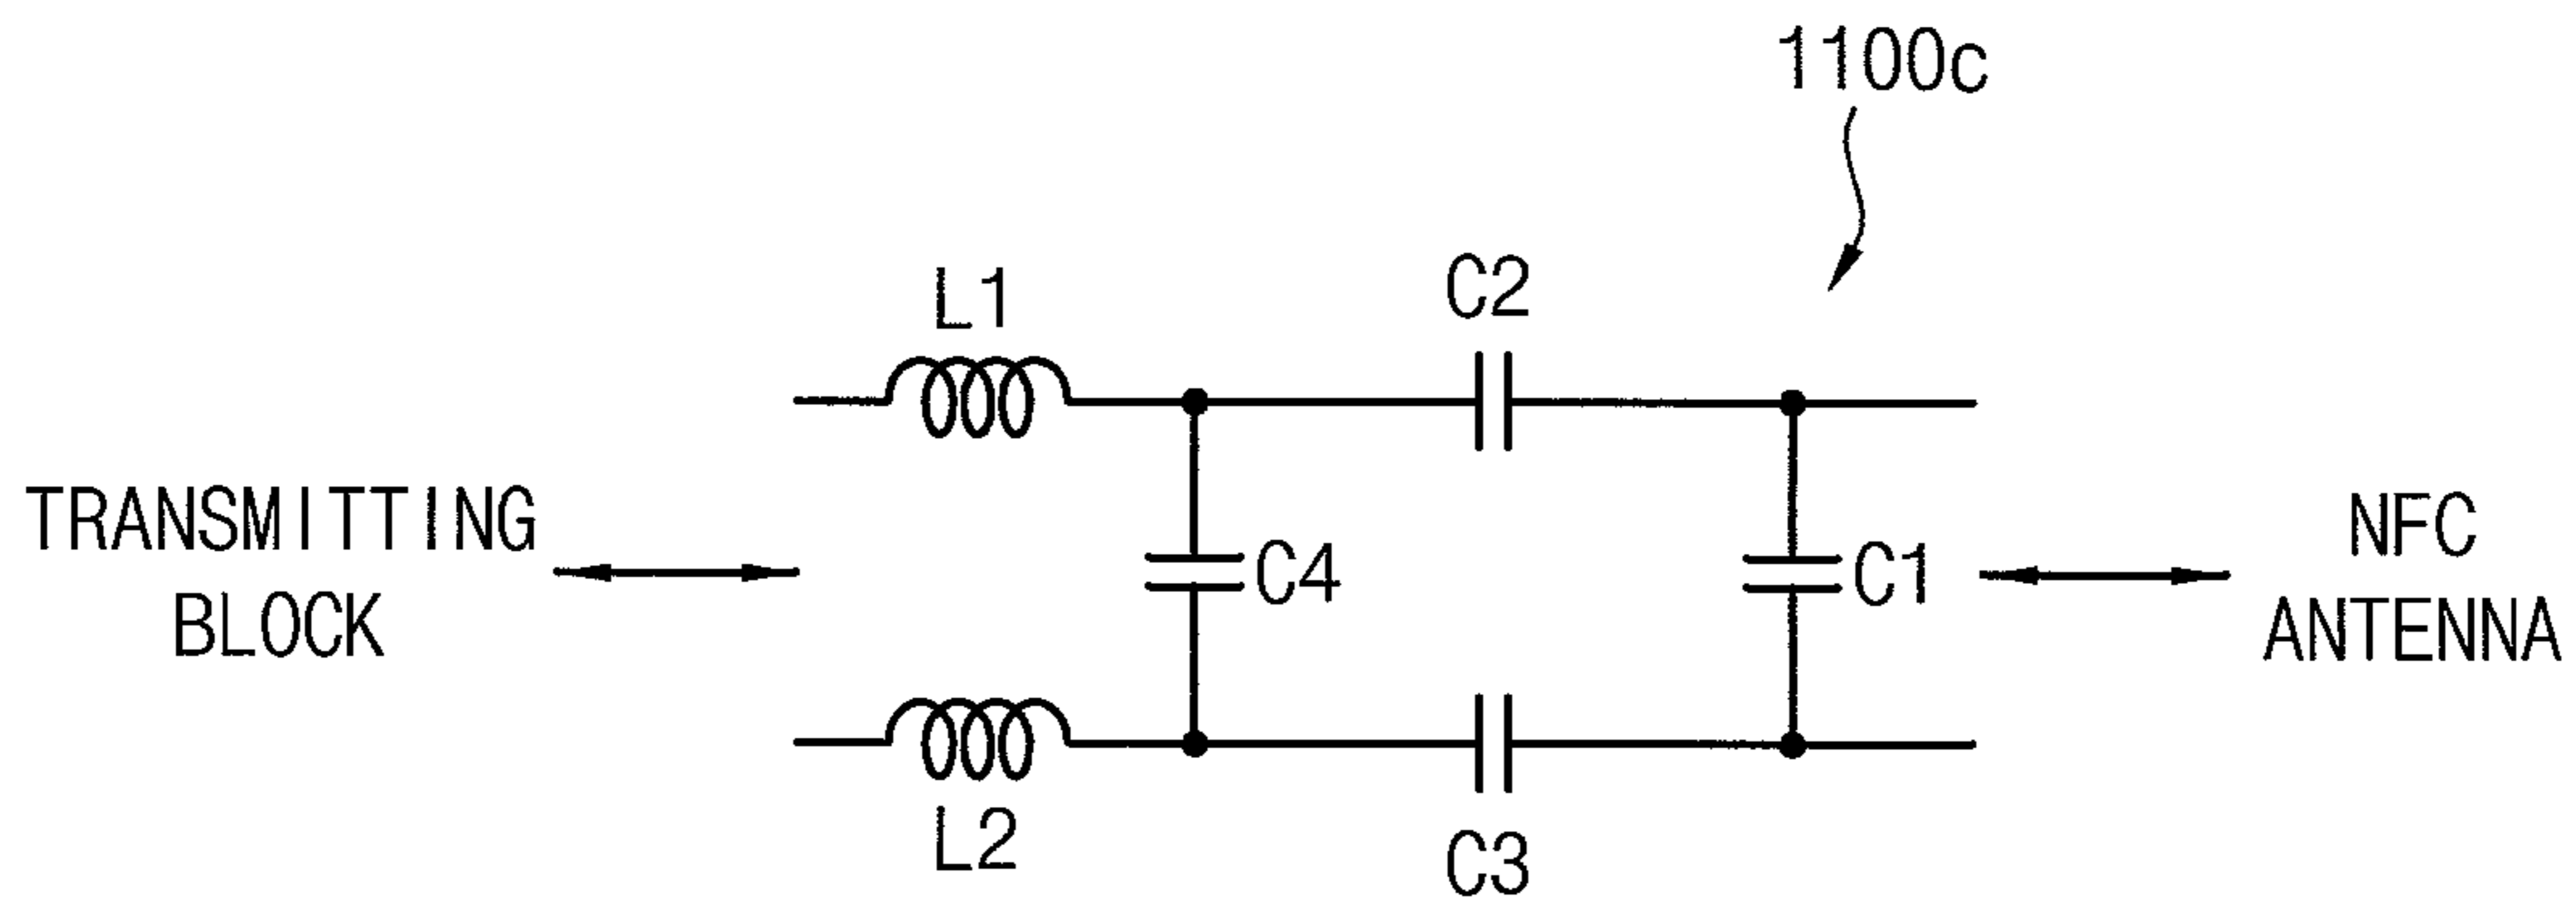 1100c
L1
C2
TRANSMITTING
BLOCK
C4
C1
NFC
ANTENNA
L2
C3